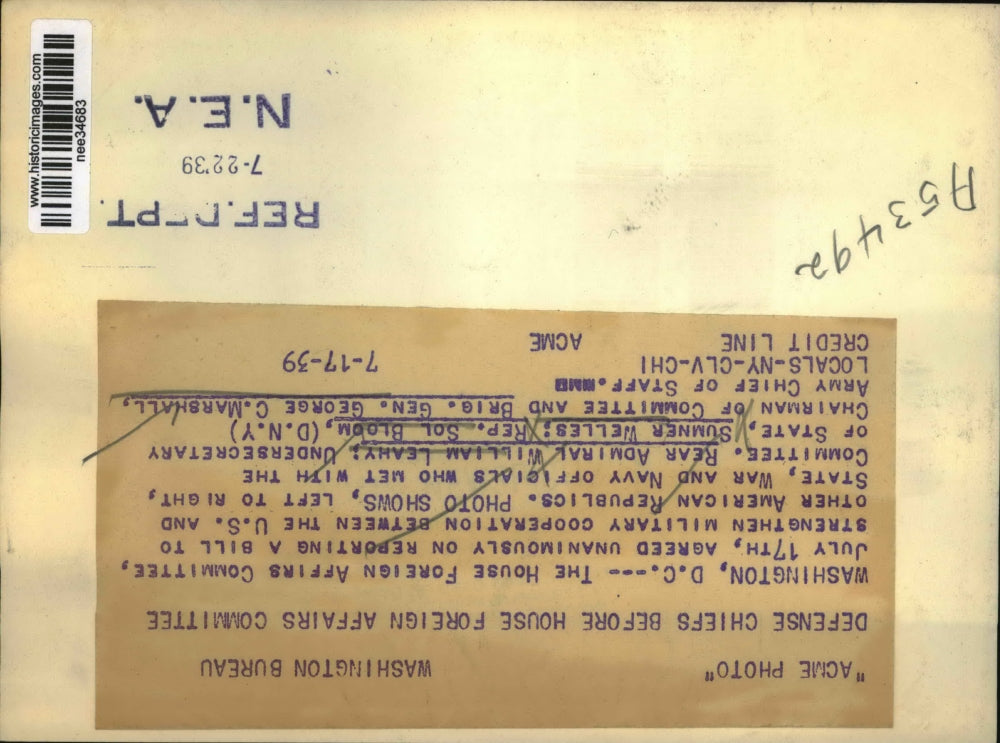 "ACME PHOTO" WASHINGTON BUREAU
DEFENSE CHIEFS BEFORE HOUSE FOREIGN AFFAIRS COMMITTEE
WASHINGTON, D.C.--- THE HOUSE FOREIGN AFFAIRS COMMITTEE,
JULY 17TH, AGREED UNANIMOUSLY ON REPORTING A BILL TO
STRENGTHEN MILITARY COOPERATION BETWEEN THE U.S. AND
OTHER AMERICAN REPUBLICS. PHOTO SHOWS, LEFT TO RIGHT,
STATE, WAR AND NAVY OFFICIALS WHO MET WITH THE
COMMITTEE. REAR ADMIRAL WILLIAM LEAHY; UNDERSECRETARY
OF STATE, SUMNER WELLES; REP. SOL BLOOM, (D.N.Y)
CHAIRMAN OF COMMITTEE AND BRIG. GEN. GEORGE C.MARSHALL,
ARMY CHIEF OF STAFF.
LOCALS-NY-CLV-CHI 7-17-39
CREDIT LINE ACME
A53492
REF.DEPT.
7-22'39
N.E.A.
www.historicimages.com
nee34683